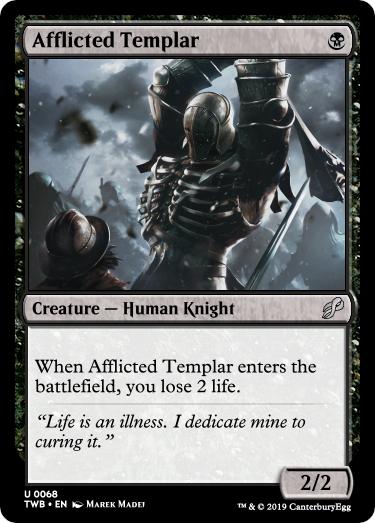 Afflicted Templar
Creature — Human Knight
When Afflicted Templar enters the
battlefield, you lose 2 life.
“Life is an illness. I dedicate mine to
curing it.”
2/2
U 0068
TWB • EN MAREK MADEJ
™ & © 2019 CanterburyEgg